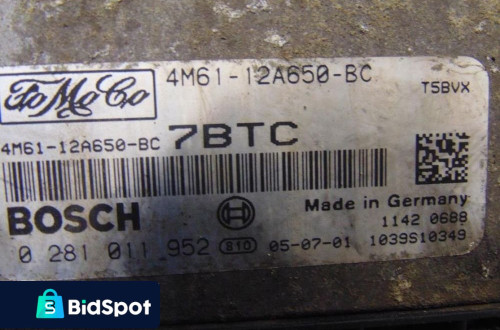 FoMoCo
4M61-12A650-BC
T5BVX
4M61-12A650-BC 7BTC
BOSCH
Made in Germany
1142 0688
0 281 011 952 S10 05-07-01 1039S10349
BidSpot